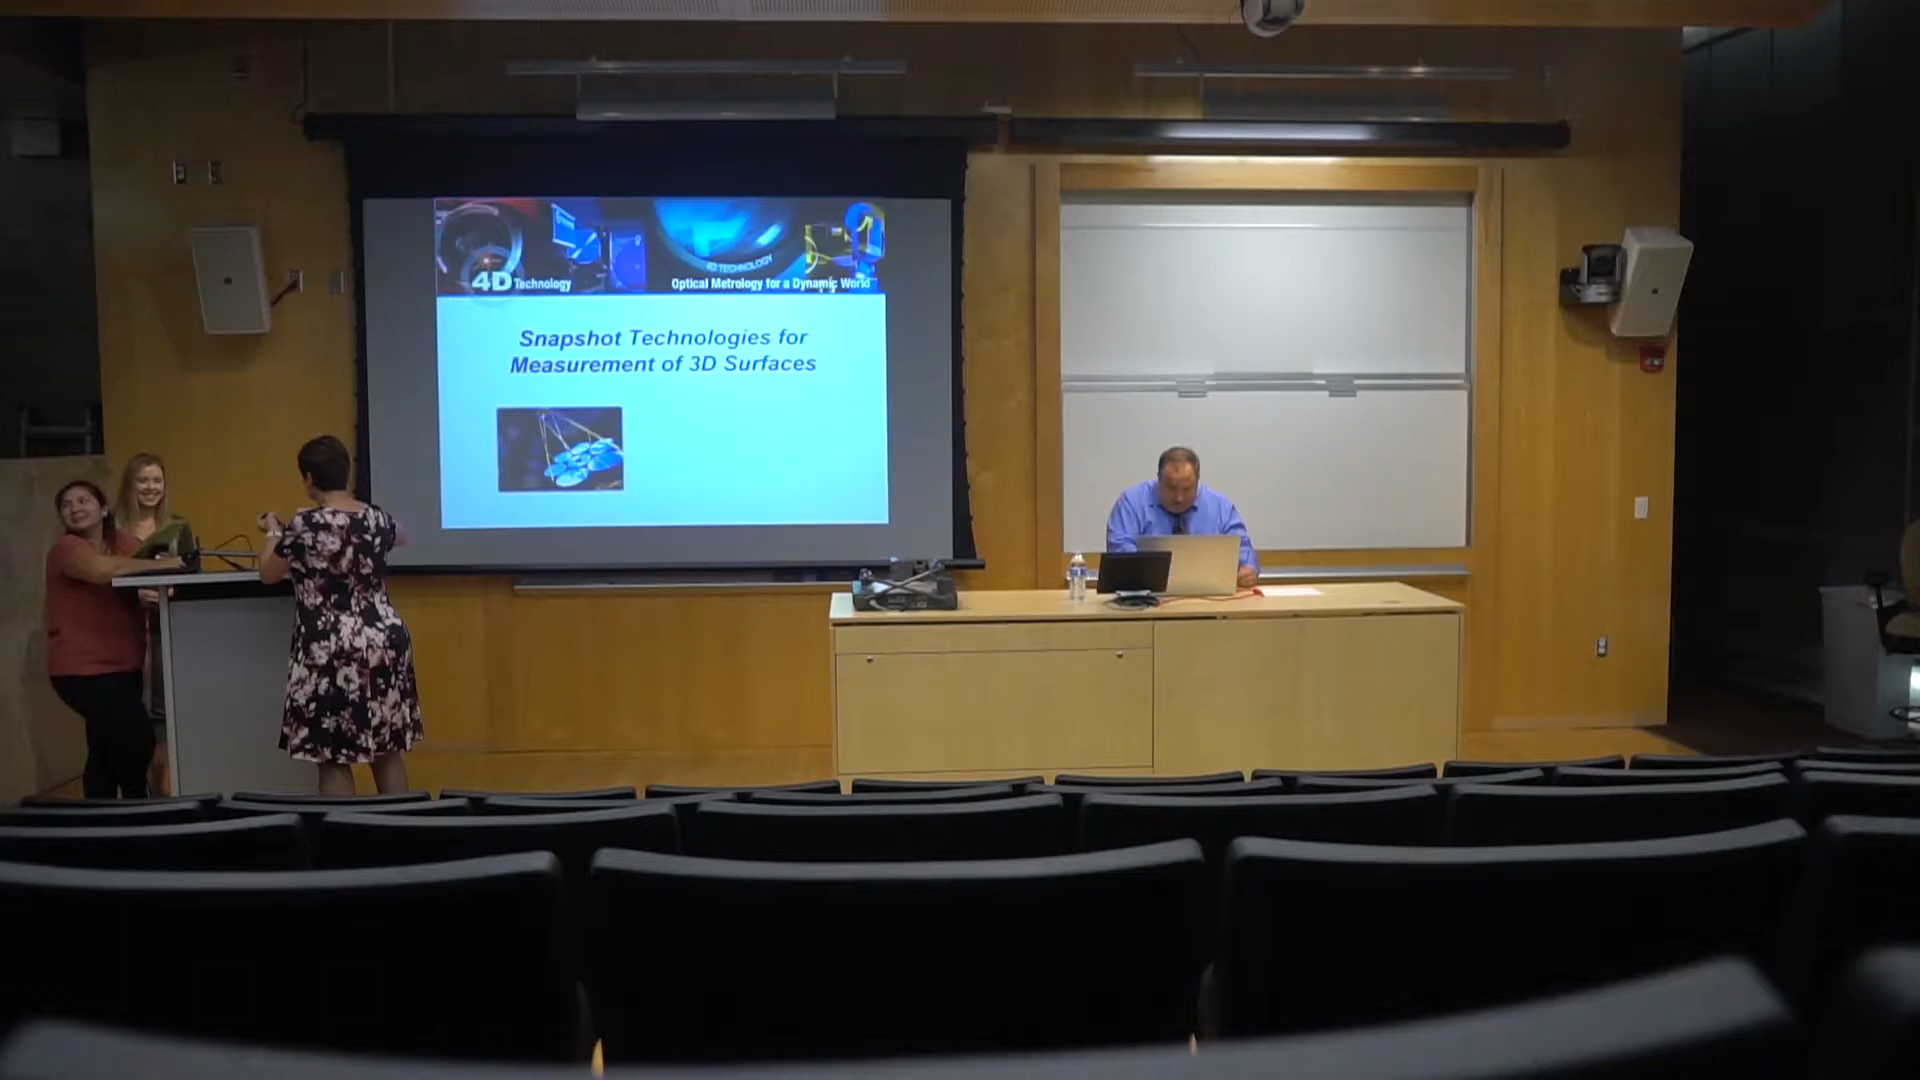 4D TECHNOLOGY
4D Technology
Optical Metrology for a Dynamic World
Snapshot Technologies for
Measurement of 3D Surfaces